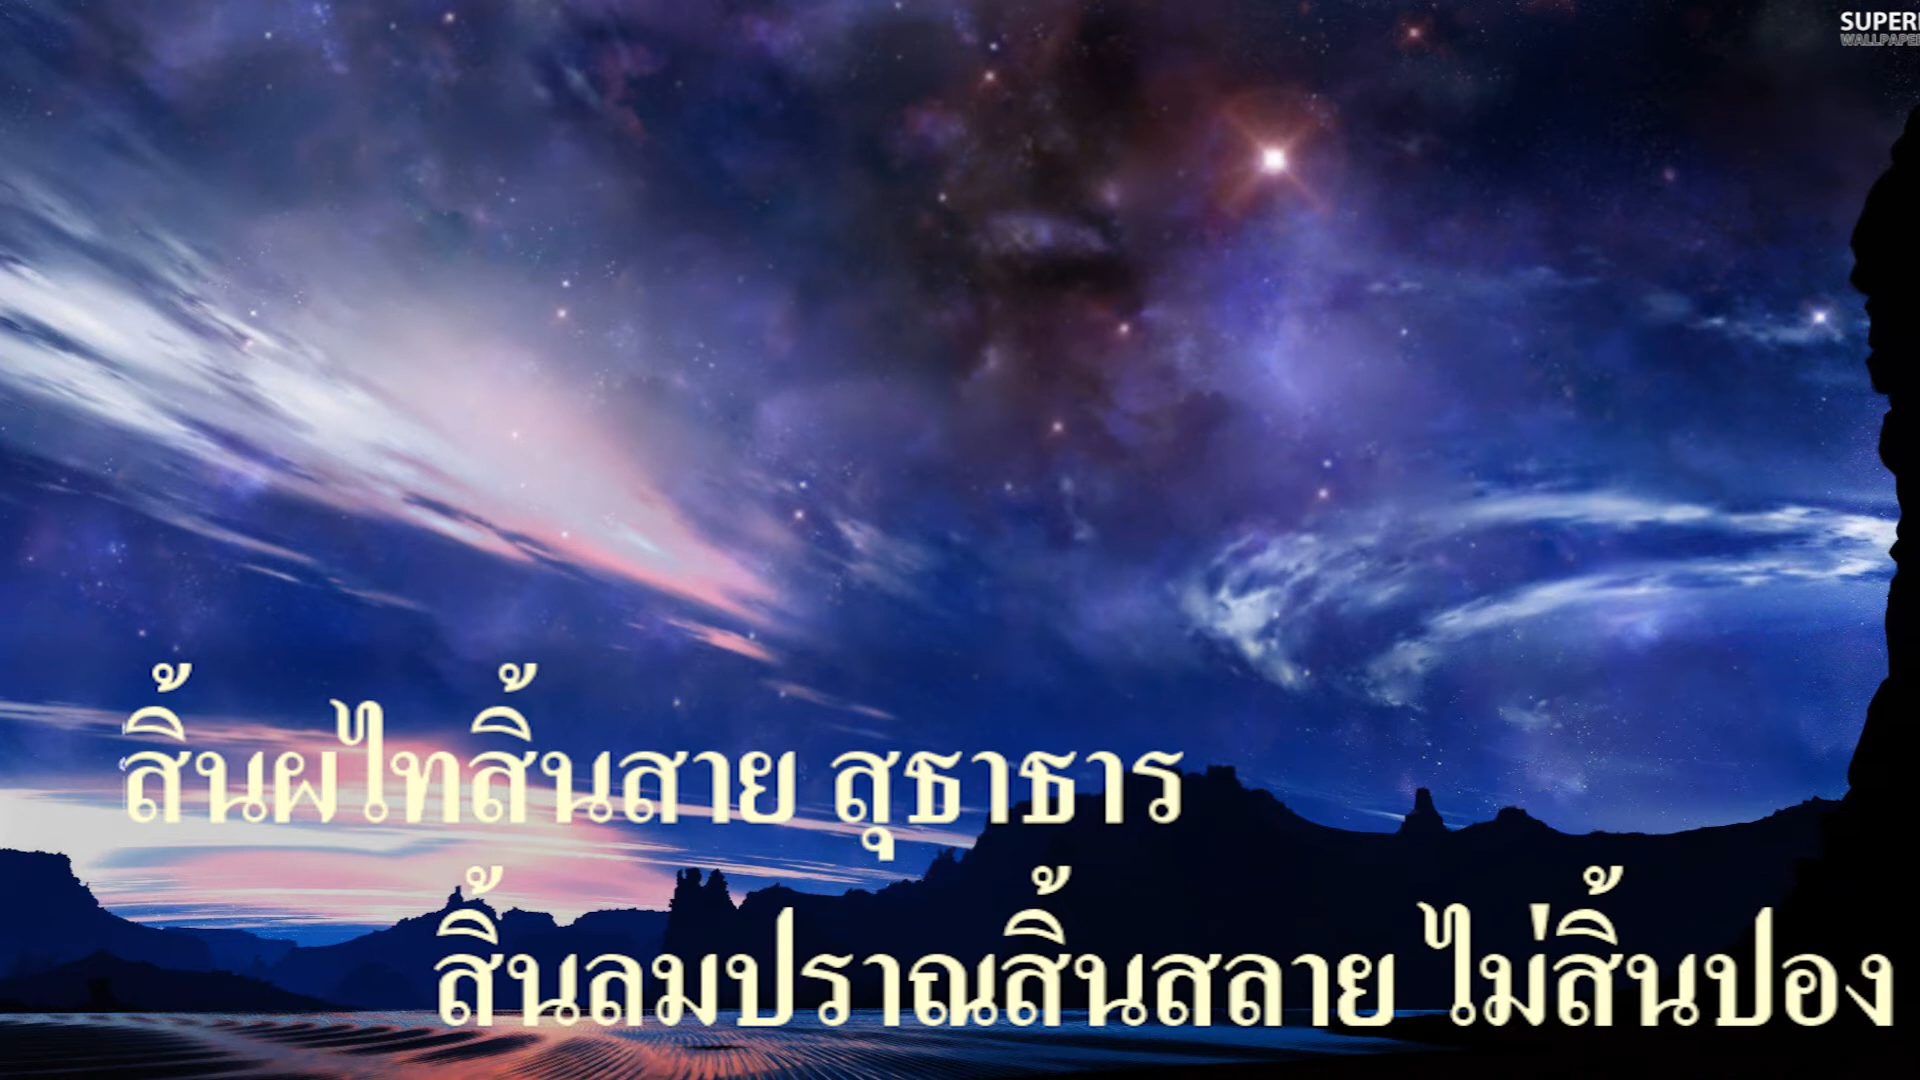 SUPER
WALLPAPER
สิ้นผไทสิ้นสาย สุธาธาร
สิ้นลมปราณสิ้นสลาย ไม่สิ้นปอง